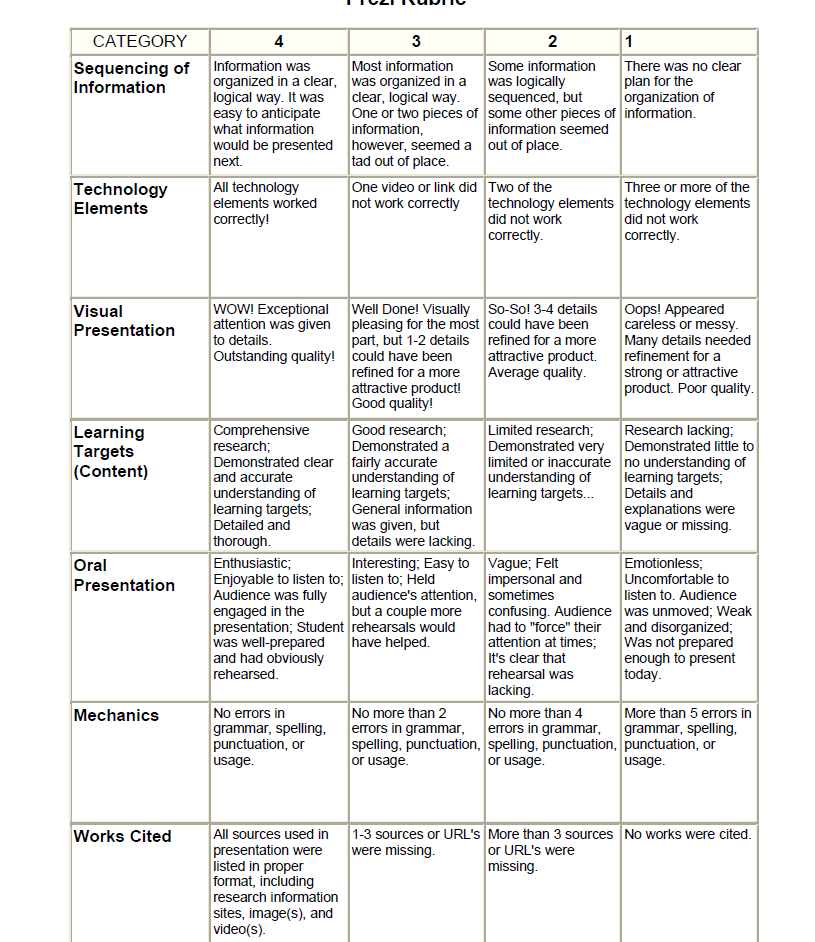 Prezi Rubric
CATEGORY 4 3 2 1
Sequencing of
Information
Information was
organized in a clear,
logical way. It was
easy to anticipate
what information
would be presented
next.
Most information
was organized in a
clear, logical way.
One or two pieces of
information,
however, seemed a
tad out of place.
Some information
was logically
sequenced, but
some other pieces of
information seemed
out of place.
There was no clear
plan for the
organization of
information.
Technology
Elements
All technology
elements worked
correctly!
One video or link did
not work correctly
Two of the
technology elements
did not work
correctly.
Three or more of the
technology elements
did not work
correctly.
Visual
Presentation
WOW! Exceptional
attention was given
to details.
Outstanding quality!
Well Done! Visually
pleasing for the most
part, but 1-2 details
could have been
refined for a more
attractive product!
Good quality!
So-So! 3-4 details
could have been
refined for a more
attractive product.
Average quality.
Oops! Appeared
careless or messy.
Many details needed
refinement for a
strong or attractive
product. Poor quality.
Learning
Targets
(Content)
Comprehensive
research;
Demonstrated clear
and accurate
understanding of
learning targets;
Detailed and
thorough.
Good research;
Demonstrated a
fairly accurate
understanding of
learning targets;
General information
was given, but
details were lacking.
Limited research;
Demonstrated very
limited or inaccurate
understanding of
learning targets...
Research lacking;
Demonstrated little to
no understanding of
learning targets;
Details and
explanations were
vague or missing.
Oral
Presentation
Enthusiastic;
Enjoyable to listen to;
Audience was fully
engaged in the
presentation; Student
was well-prepared
and had obviously
rehearsed.
Interesting; Easy to
listen to; Held
audience's attention,
but a couple more
rehearsals would
have helped.
Vague; Felt
impersonal and
sometimes
confusing. Audience
had to "force" their
attention at times;
It's clear that
rehearsal was
lacking.
Emotionless;
Uncomfortable to
listen to. Audience
was unmoved; Weak
and disorganized;
Was not prepared
enough to present
today.
Mechanics
No errors in
grammar, spelling,
punctuation, or
usage.
No more than 2
errors in grammar,
spelling, punctuation,
or usage.
No more than 4
errors in grammar,
spelling, punctuation,
or usage.
More than 5 errors in
grammar, spelling,
punctuation, or
usage.
Works Cited
All sources used in
presentation were
listed in proper
format, including
research information
sites, image(s), and
video(s).
1-3 sources or URL's
were missing.
More than 3 sources
or URL's were
missing.
No works were cited.